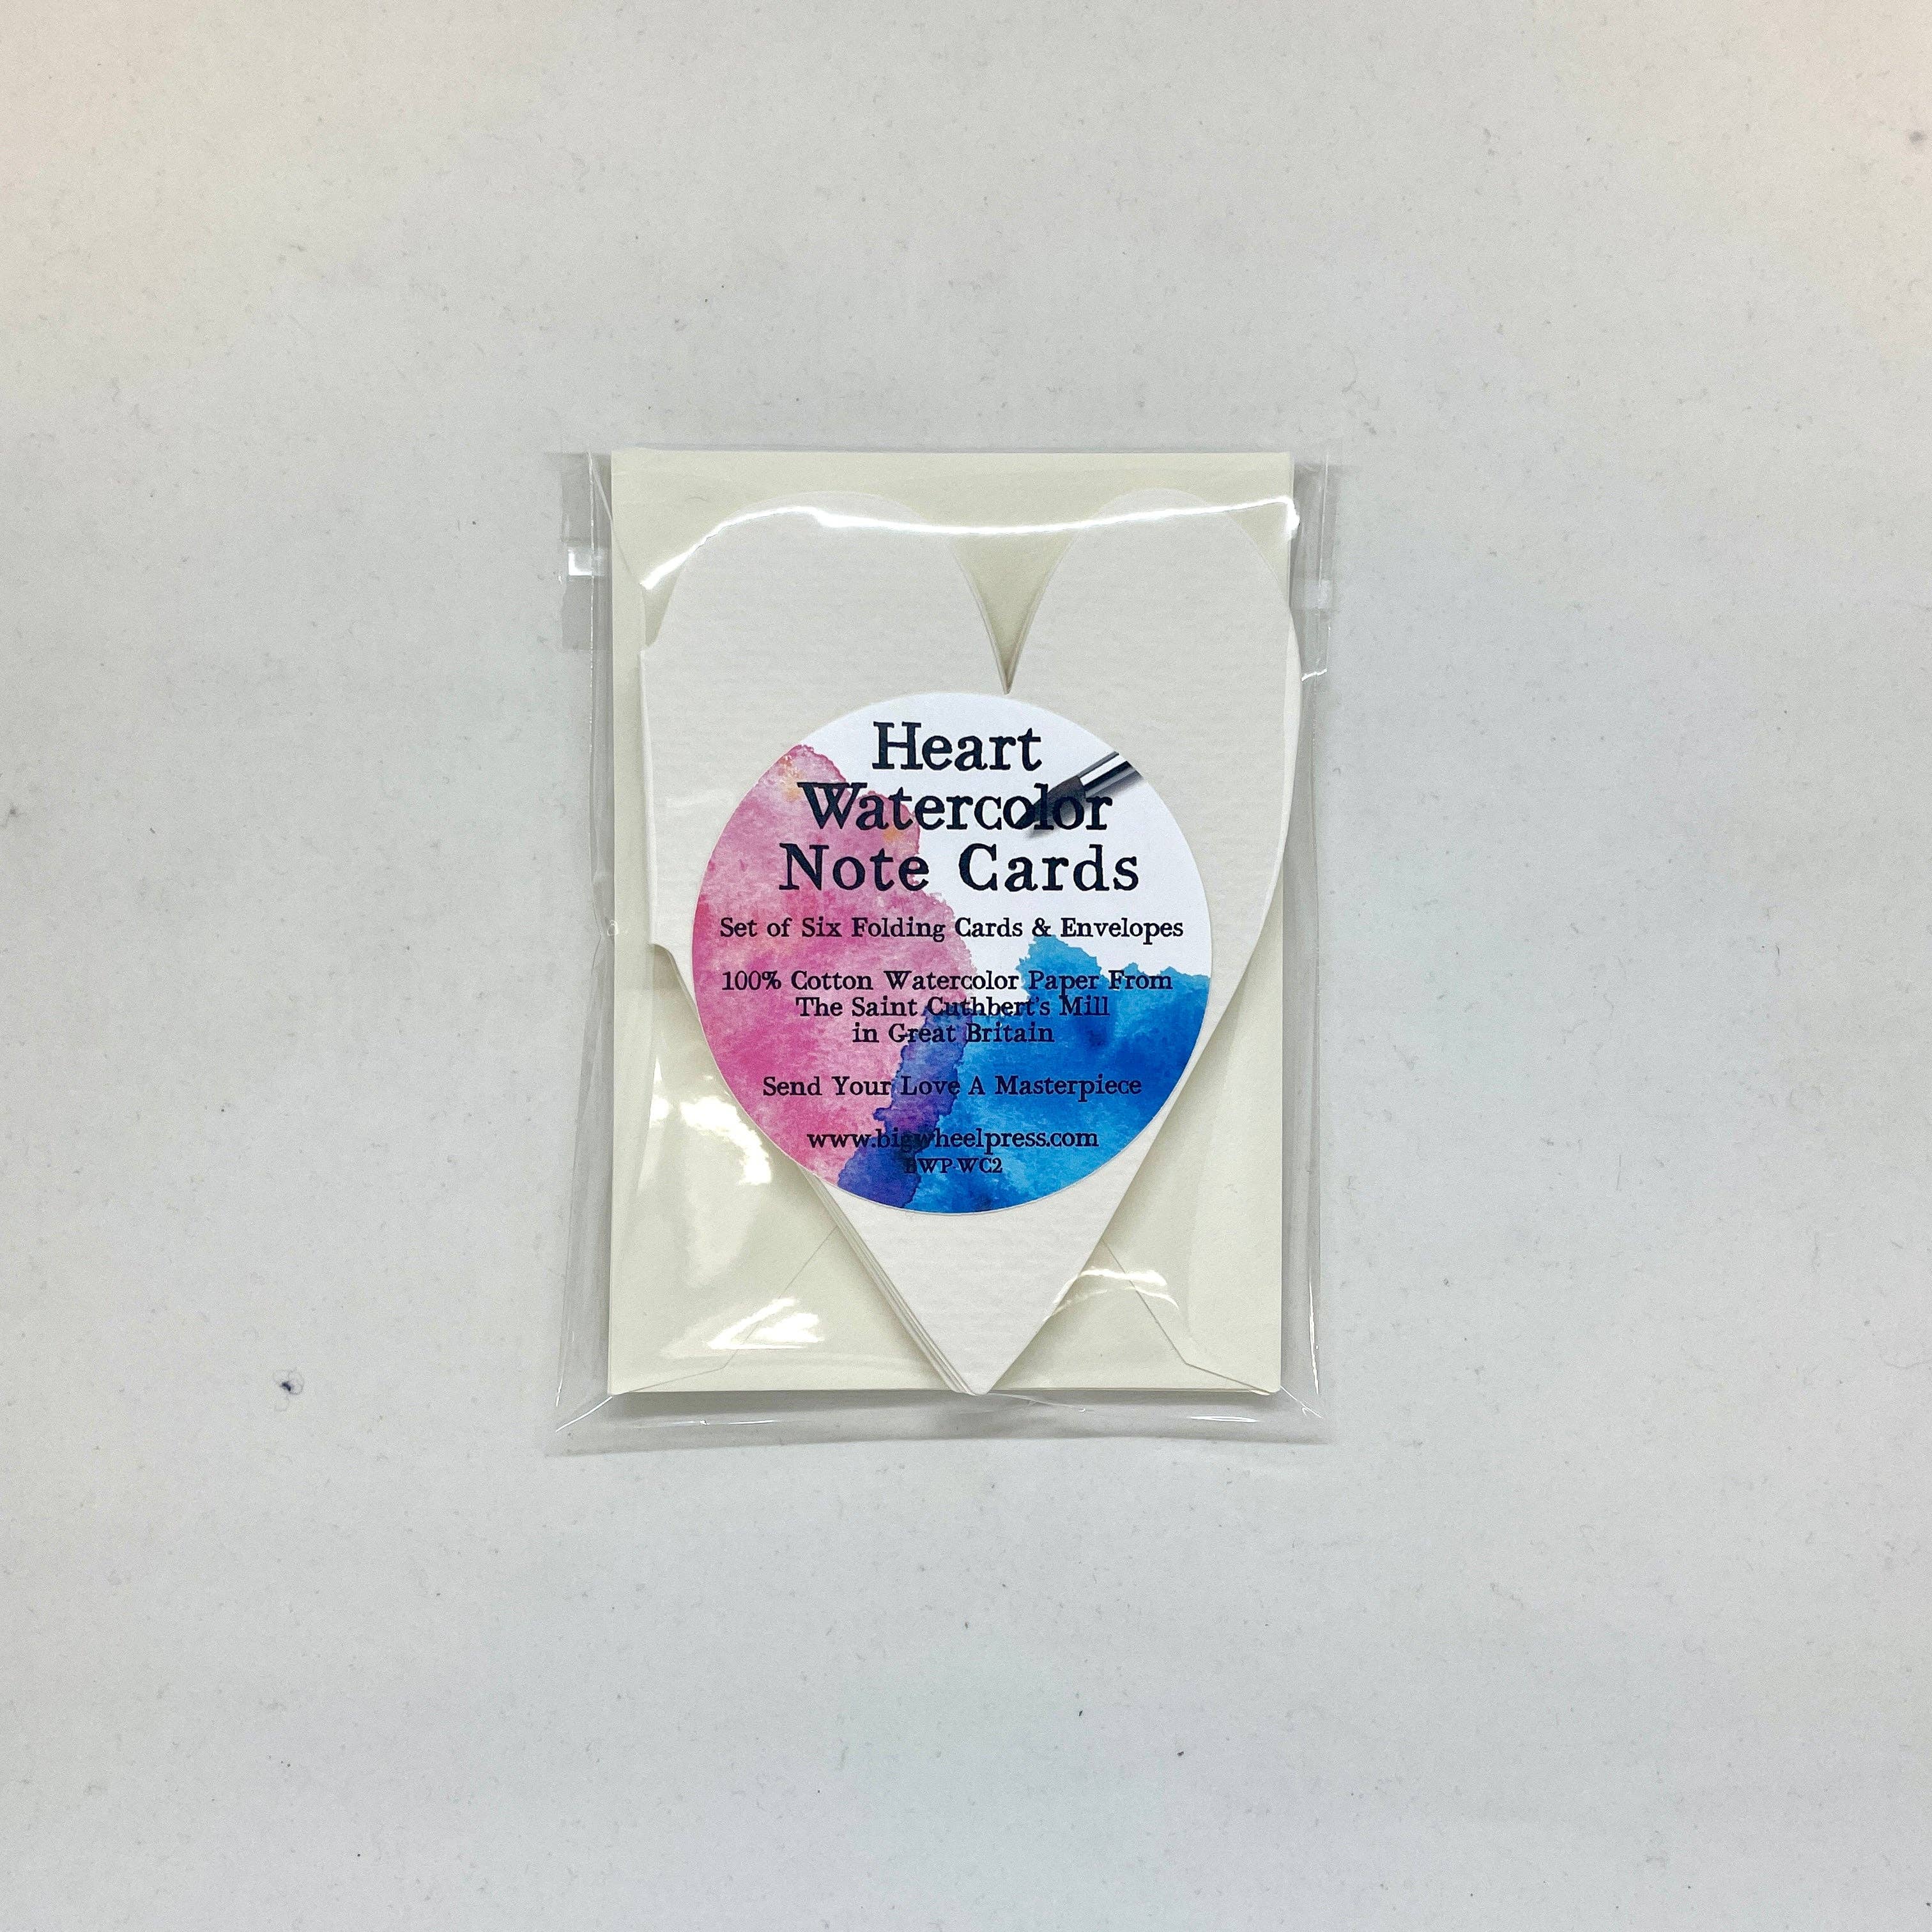 Heart
Watercolor
Note Cards
Set of Six Folding Cards & Envelopes
100% Cotton Watercolor Paper From
The Saint Cuthbert's Mill
in Great Britain
Send Your Love A Masterpiece
www.bigwheelpress.com
BWP-WC2